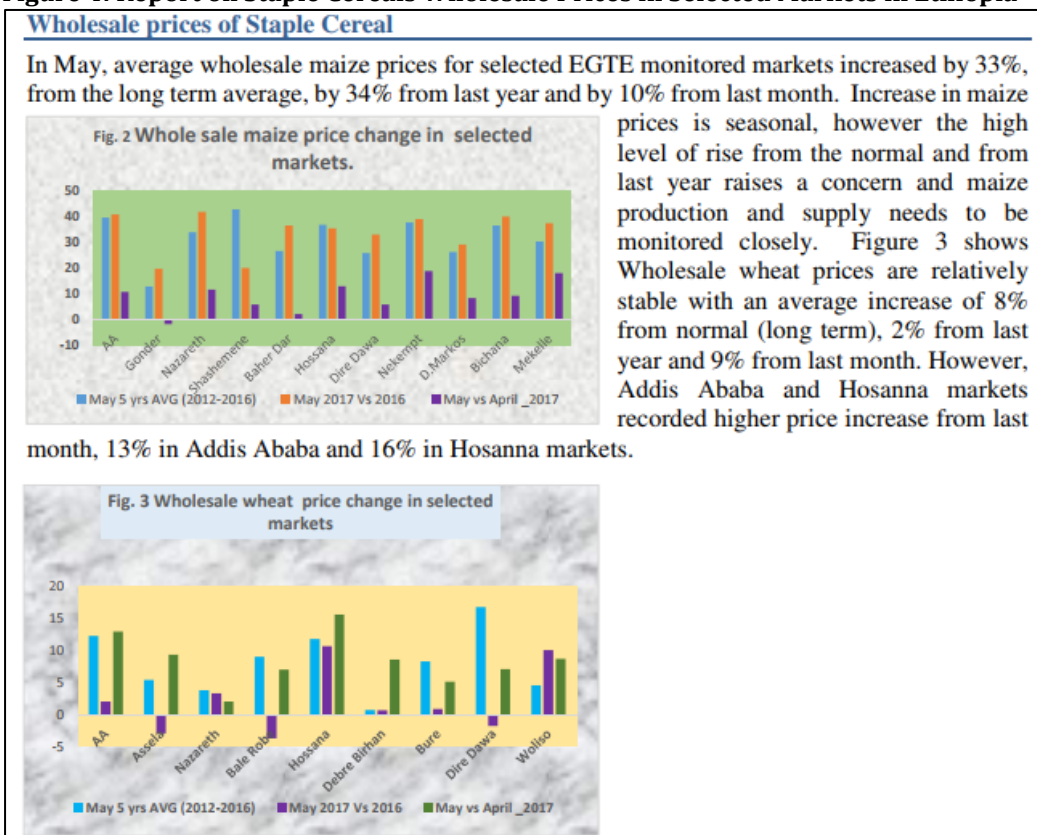 Wholesale prices of Staple Cereal
In May, average wholesale maize prices for selected EGTE monitored markets increased by 33%,
from the long term average, by 34% from last year and by 10% from last month. Increase in maize
prices is seasonal, however the high
level of rise from the normal and from
last year raises a concern and maize
production and supply needs to be
monitored closely. Figure 3 shows
Wholesale wheat prices are relatively
stable with an average increase of 8%
from normal (long term), 2% from last
year and 9% from last month. However,
Addis Ababa and Hosanna markets
recorded higher price increase from last
month, 13% in Addis Ababa and 16% in Hosanna markets.
Fig. 2 Whole sale maize price change in selected
markets.
50
40
30
20
10
0
-10
AA
Gonder
Nazareth
Shashemene
Baher Dar
Hossana
Dire Dawa
Nekempt
D.Markos
Bichana
Mekelle
May 5 yrs AVG (2012-2016) May 2017 Vs 2016 May vs April _2017
Fig. 3 Wholesale wheat price change in selected
markets
20
15
10
5
0
-5
AA
Assela
Nazareth
Bale Robe
Hossana
Debre Birhan
Bure
Dire Dawa
Woliso
May 5 yrs AVG (2012-2016) May 2017 Vs 2016 May vs April _2017